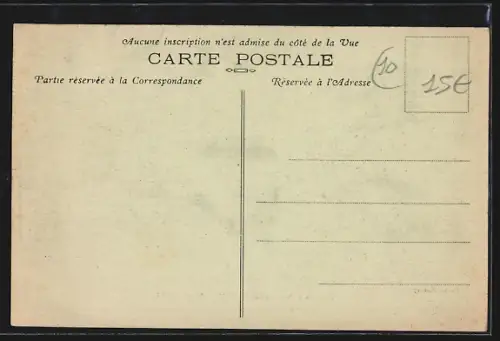 Aucune inscription n'est admise du côté de la Vue
CARTE POSTALE
Partie réservée à la Correspondance
Réservée à l'Adresse
10
15€